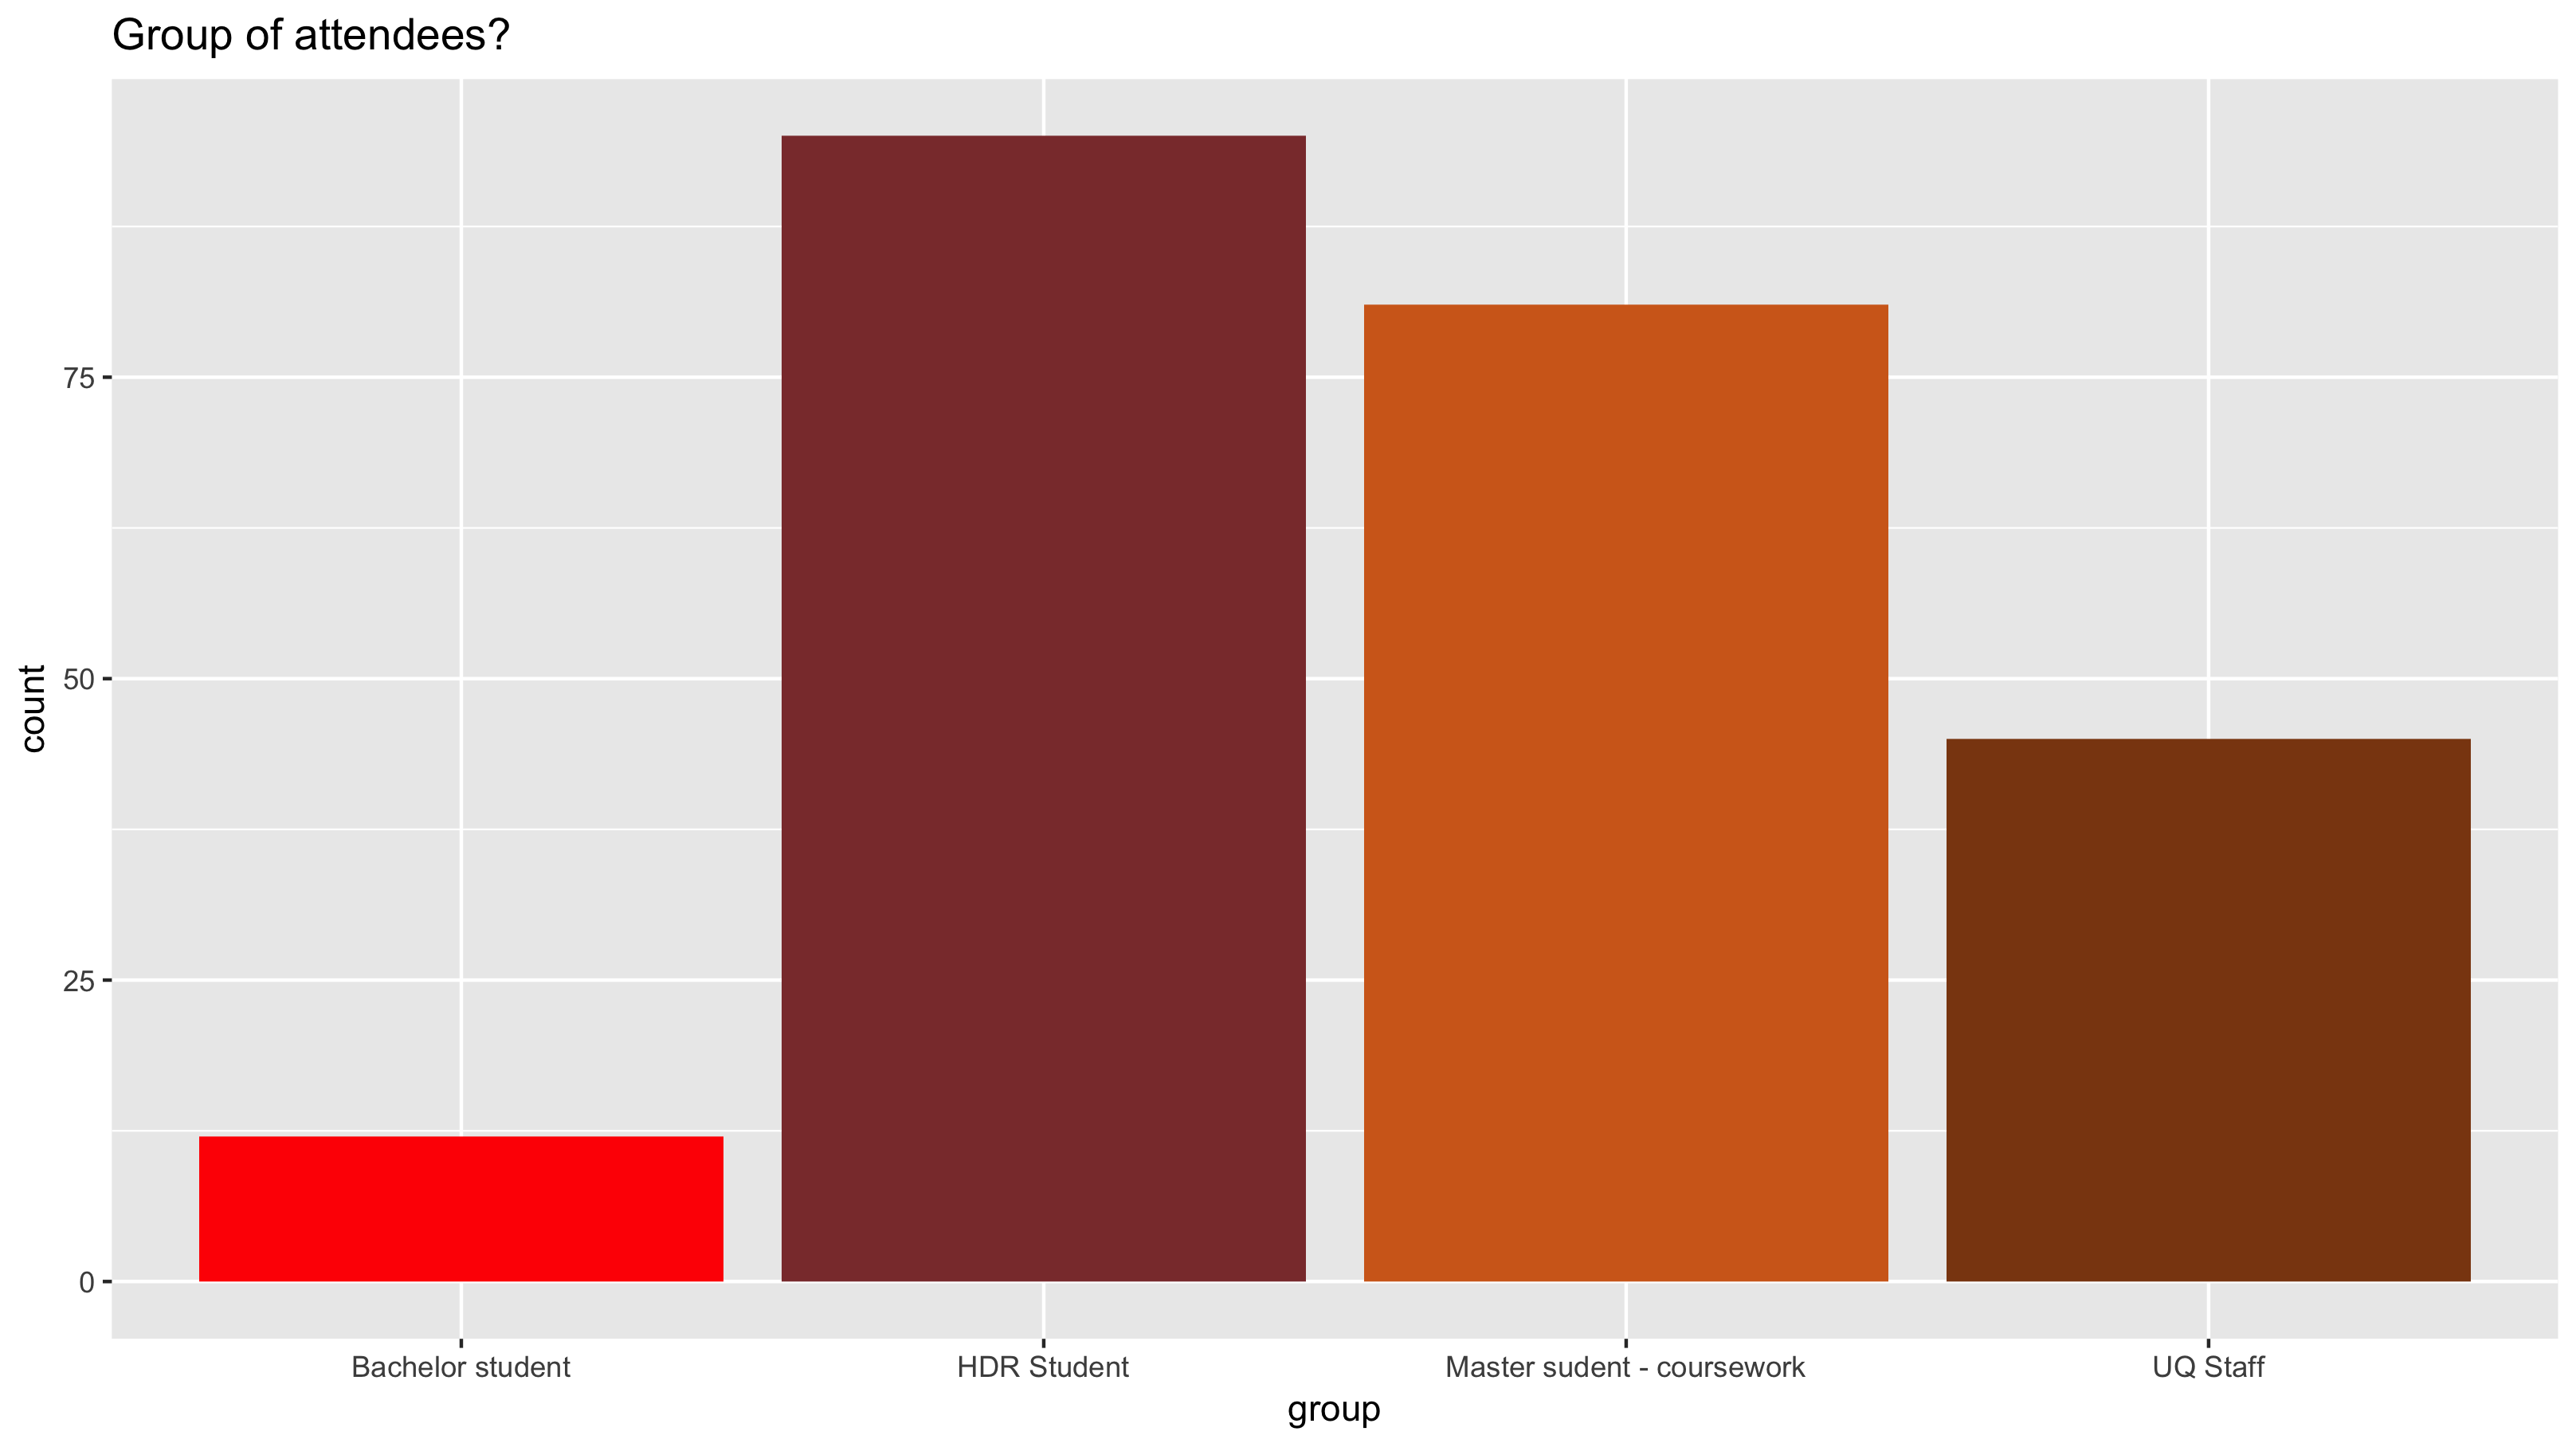 Group of attendees?
count
75
50
25
0
Bachelor student
HDR Student
Master sudent - coursework
UQ Staff
group